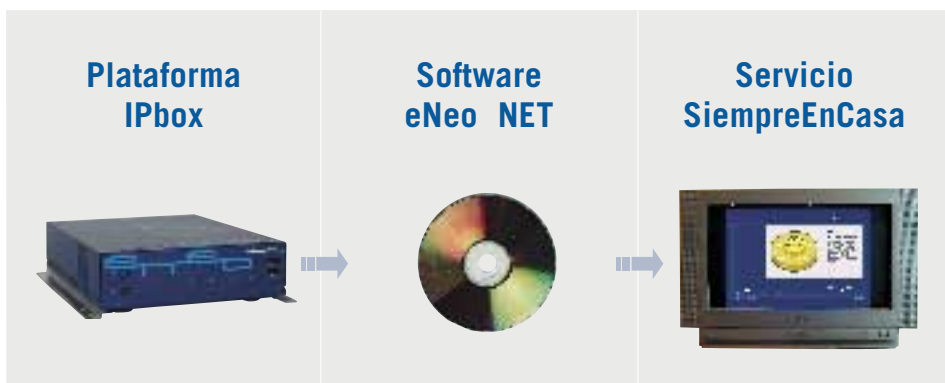 Plataforma
IPbox
Software
eNeo NET
Servicio
SiempreEnCasa